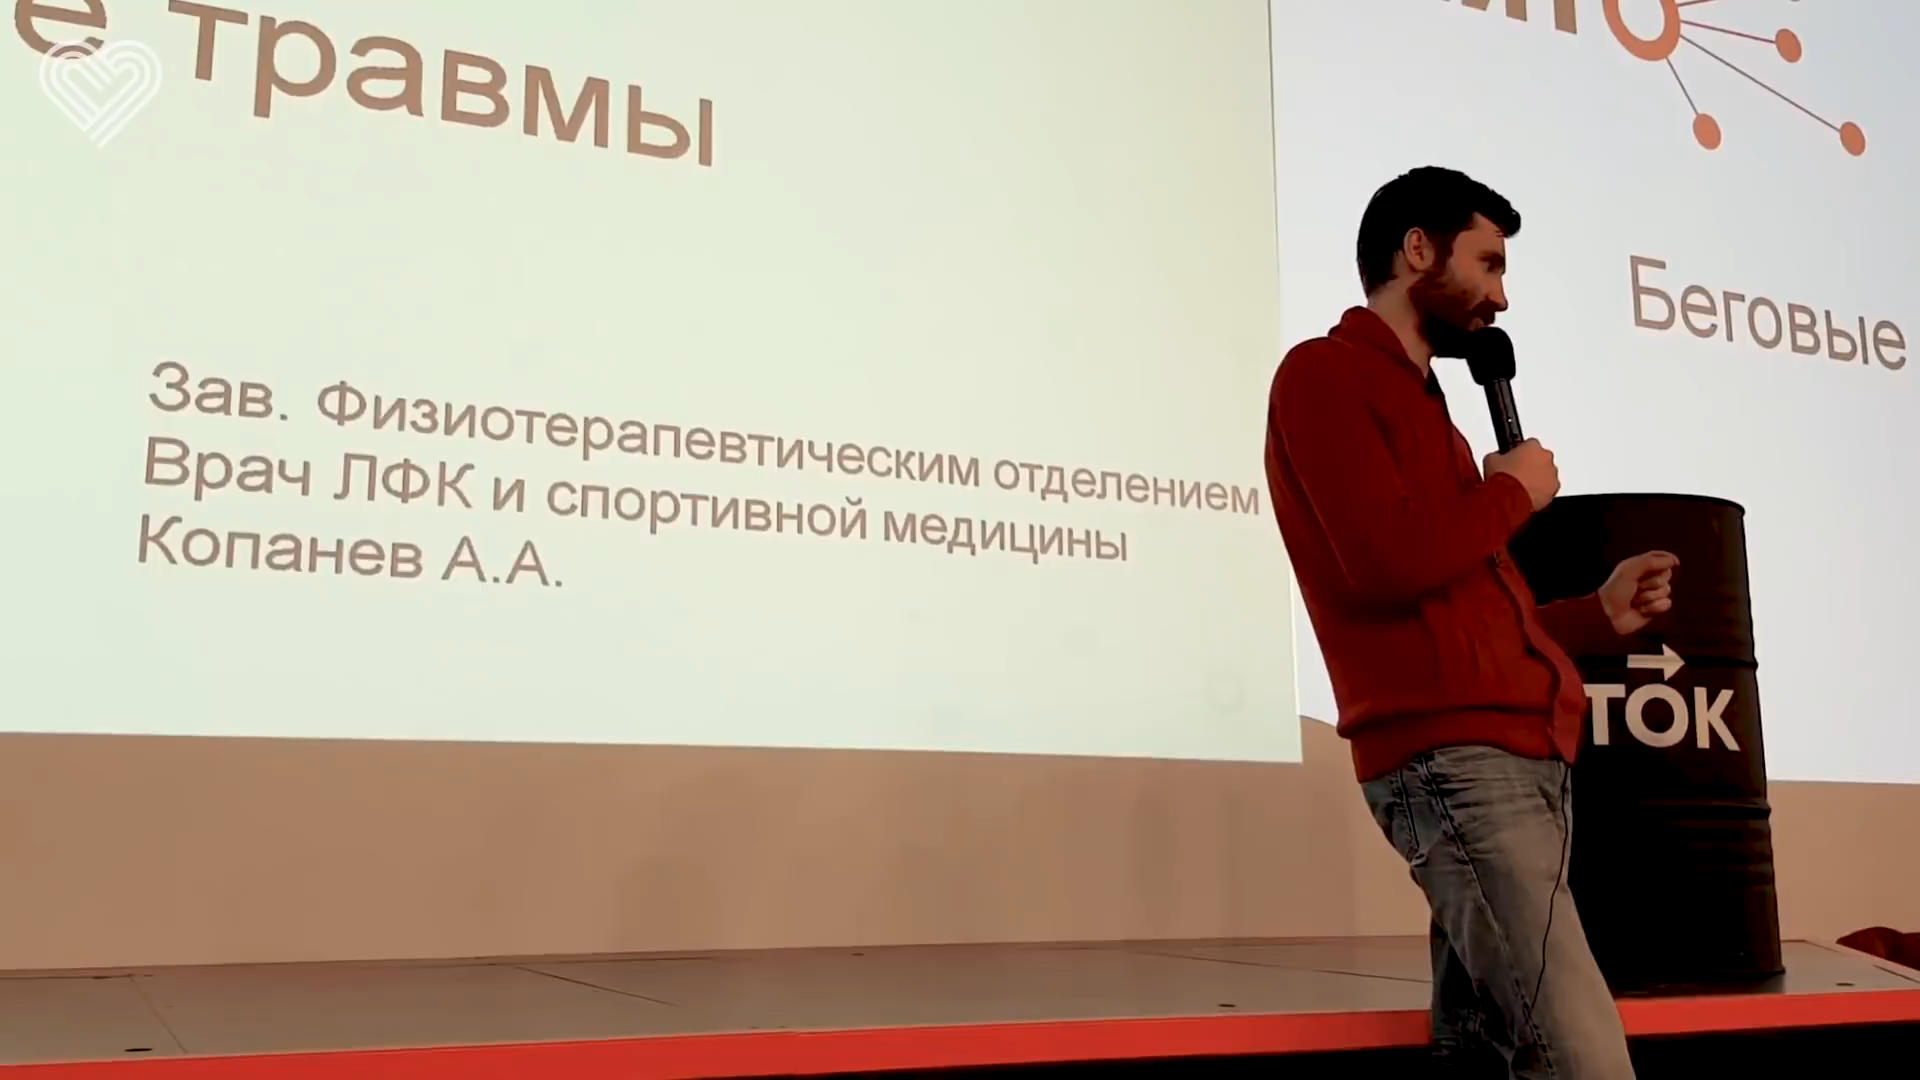 е травмы
Зав. Физиотерапевтическим отделением
Врач ЛФК и спортивной медицины
Копанев А.А.
Беговые
ТОК